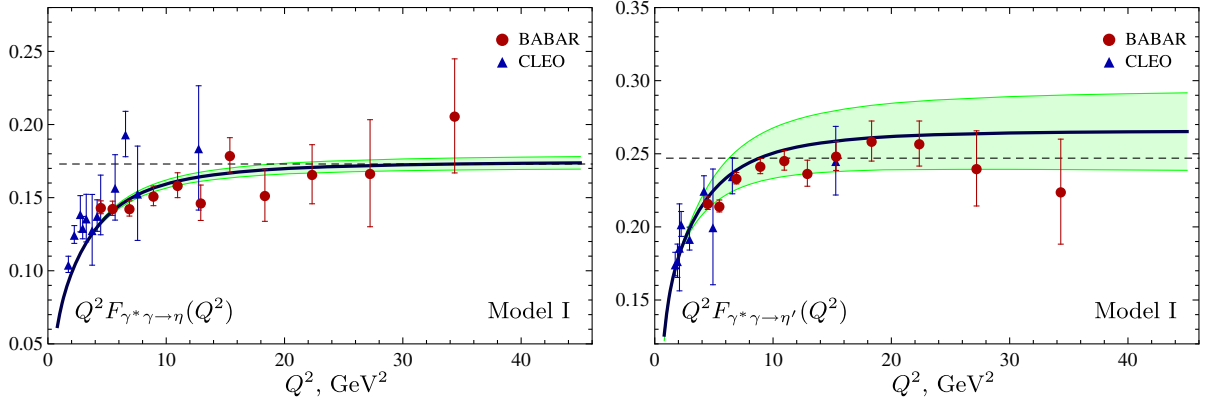 0.25
0.20
0.15
0.10
0.05
0
10
20
30
40
BABAR
CLEO
Q²F_{γ*γ→η}(Q²)
Model I
Q², GeV²
0.35
0.30
0.25
0.20
0.15
0
10
20
30
40
BABAR
CLEO
Q²F_{γ*γ→η′}(Q²)
Model I
Q², GeV²